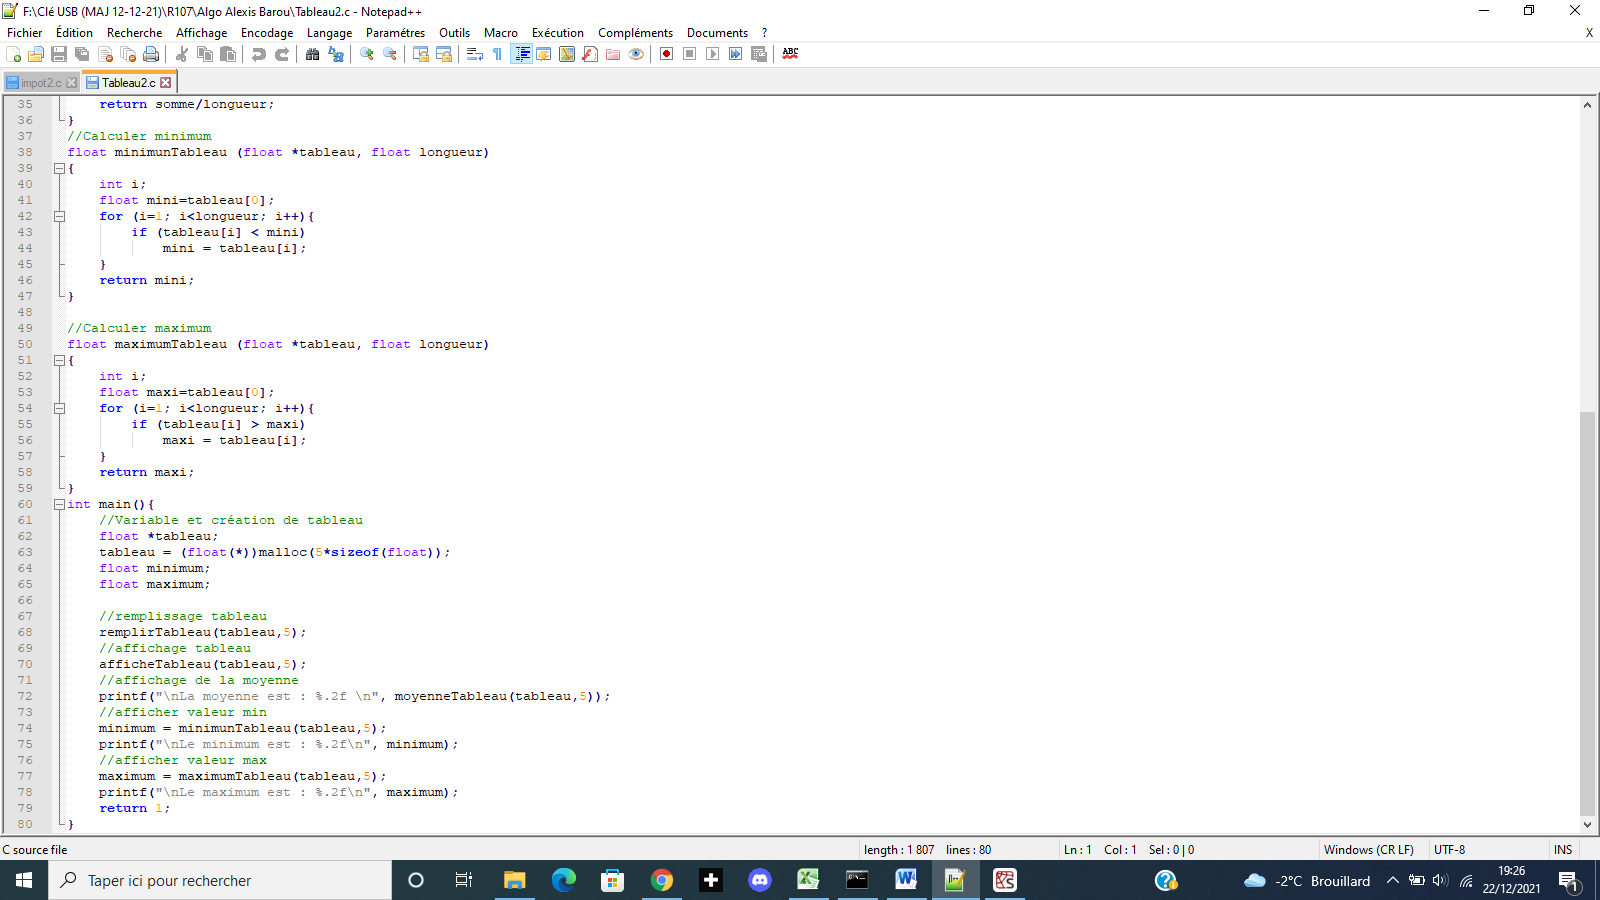 F:\Clé USB (MAJ 12-12-21)\R107\Algo Alexis Barou\Tableau2.c - Notepad++
Fichier Édition Recherche Affichage Encodage Langage Paramétres Outils Macro Exécution Compléments Documents ? X
ABC
impot2.c Tableau2.c
35 return somme/longueur;
36 }
37 //Calculer minimum
38 float minimunTableau (float *tableau, float longueur)
39 {
40 int i;
41 float mini=tableau[0];
42 for (i=1; i<longueur; i++){
43 if (tableau[i] < mini)
44 mini = tableau[i];
45 }
46 return mini;
47 }
48
49 //Calculer maximum
50 float maximumTableau (float *tableau, float longueur)
51 {
52 int i;
53 float maxi=tableau[0];
54 for (i=1; i<longueur; i++){
55 if (tableau[i] > maxi)
56 maxi = tableau[i];
57 }
58 return maxi;
59 }
60 int main(){
61 //Variable et création de tableau
62 float *tableau;
63 tableau = (float(*))malloc(5*sizeof(float));
64 float minimum;
65 float maximum;
66
67 //remplissage tableau
68 remplirTableau(tableau,5);
69 //affichage tableau
70 afficheTableau(tableau,5);
71 //affichage de la moyenne
72 printf("\nLa moyenne est : %.2f \n", moyenneTableau(tableau,5));
73 //afficher valeur min
74 minimum = minimunTableau(tableau,5);
75 printf("\nLe minimum est : %.2f\n", minimum);
76 //afficher valeur max
77 maximum = maximumTableau(tableau,5);
78 printf("\nLe maximum est : %.2f\n", maximum);
79 return 1;
80 }
C source file length : 1 807 lines : 80 Ln : 1 Col : 1 Sel : 0 | 0 Windows (CR LF) UTF-8 INS
Taper ici pour rechercher -2°C Brouillard 19:26
22/12/2021 1